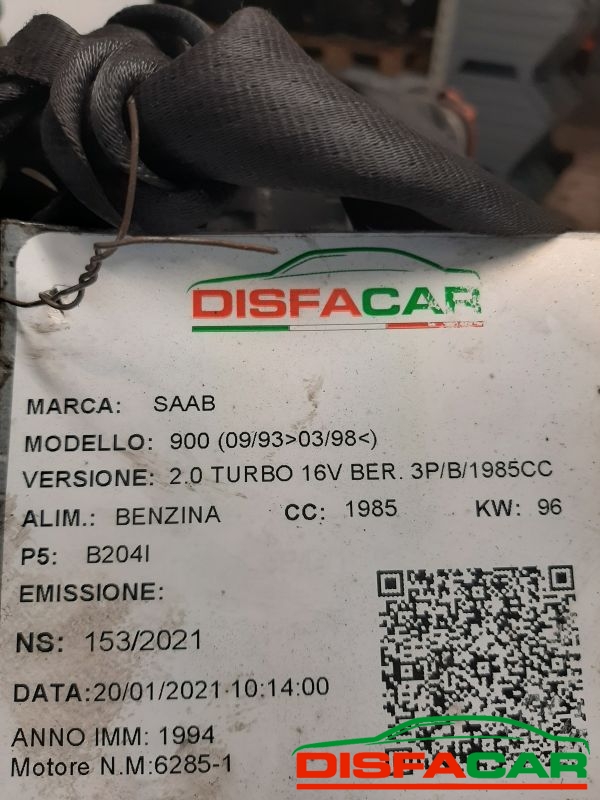 DISFACAR
MARCA: SAAB
MODELLO: 900 (09/93>03/98<)
VERSIONE: 2.0 TURBO 16V BER. 3P/B/1985CC
ALIM.: BENZINA CC: 1985 KW: 96
P5: B204I
EMISSIONE:
NS: 153/2021
DATA:20/01/2021 10:14:00
ANNO IMM: 1994
Motore N.M:6285-1
DISFACAR